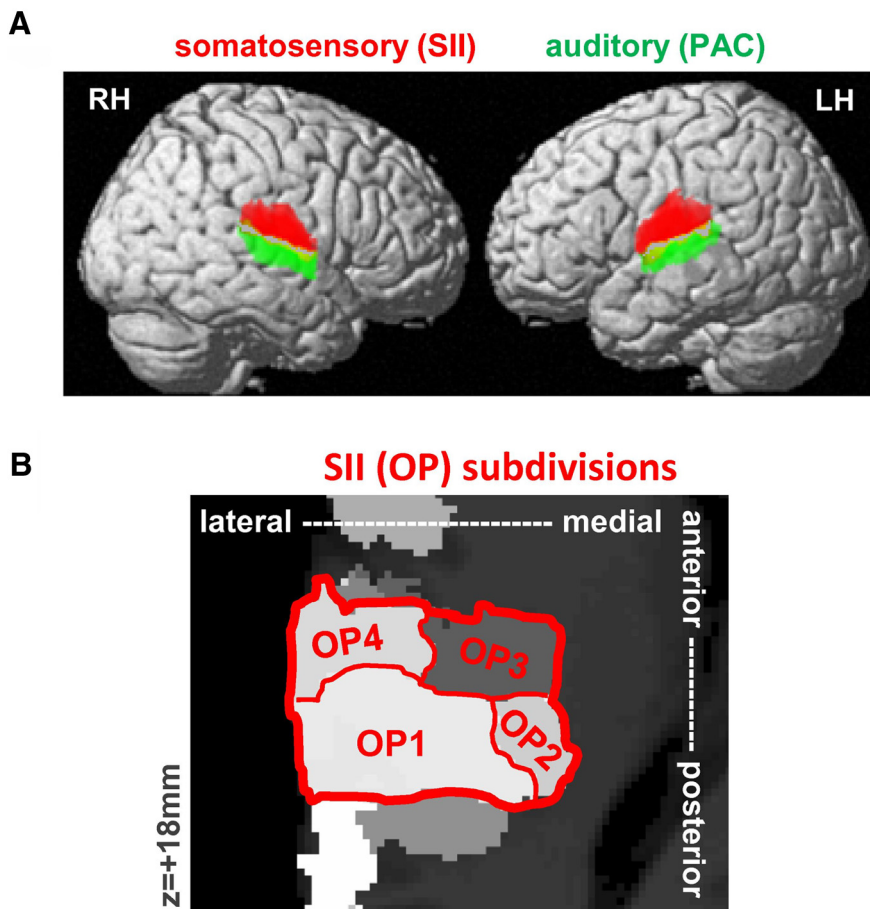 A
somatosensory (SII) auditory (PAC)
RH LH
B
SII (OP) subdivisions
lateral ---------------------- medial
anterior ---------- posterior
OP4
OP3
OP1
OP2
z=+18mm